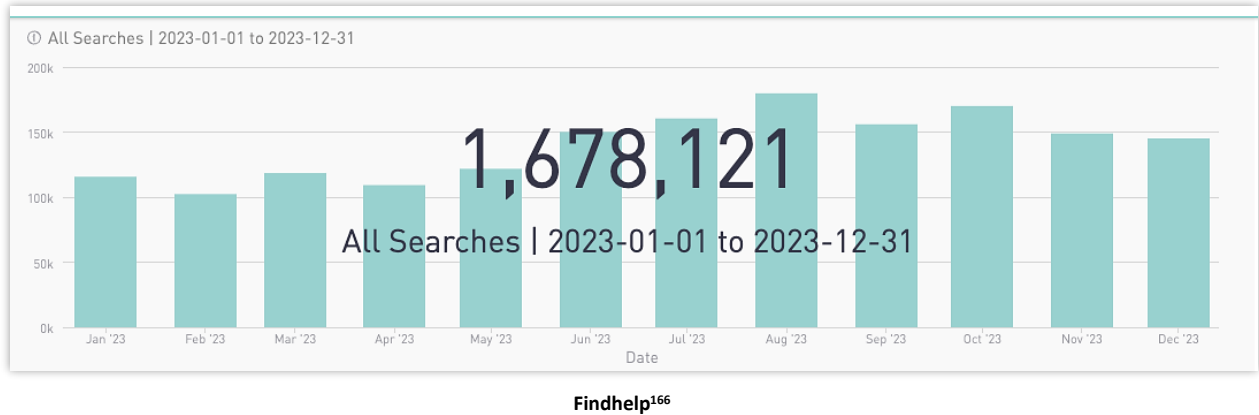 ⓘ All Searches | 2023-01-01 to 2023-12-31
200k
150k
100k
50k
0k
1,678,121
All Searches | 2023-01-01 to 2023-12-31
Jan '23 Feb '23 Mar '23 Apr '23 May '23 Jun '23 Jul '23 Aug '23 Sep '23 Oct '23 Nov '23 Dec '23
Date
Findhelp¹⁶⁶